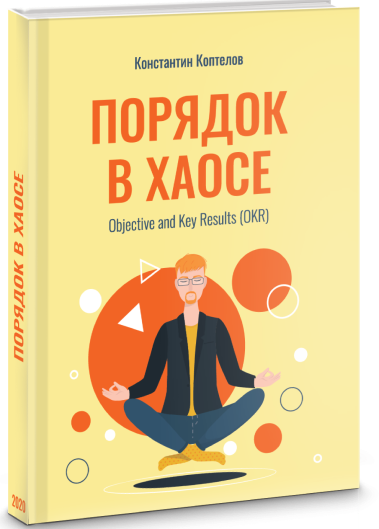 Константин Коптелов
ПОРЯДОК
В ХАОСЕ
Objective and Key Results (OKR)
ПОРЯДОК В ХАОСЕ
2020